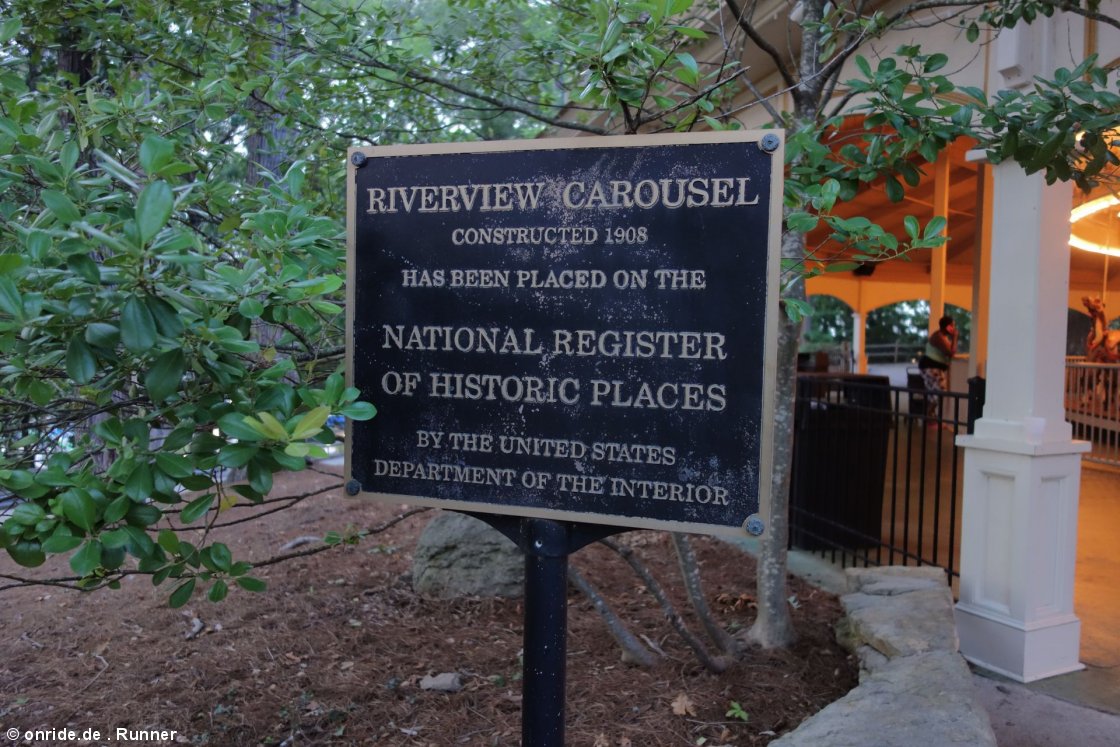 RIVERVIEW CAROUSEL
CONSTRUCTED 1908
HAS BEEN PLACED ON THE
NATIONAL REGISTER
OF HISTORIC PLACES
BY THE UNITED STATES
DEPARTMENT OF THE INTERIOR
© onride.de . Runner